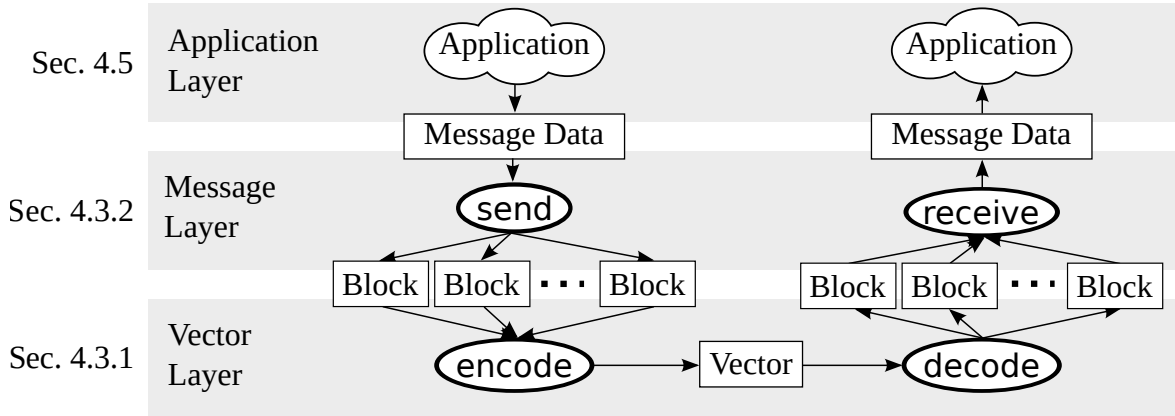 Sec. 4.5
Application
Layer
Application
Application
Message Data
Message Data
Sec. 4.3.2
Message
Layer
send
receive
Block
Block
...
Block
Block
Block
...
Block
Sec. 4.3.1
Vector
Layer
encode
Vector
decode